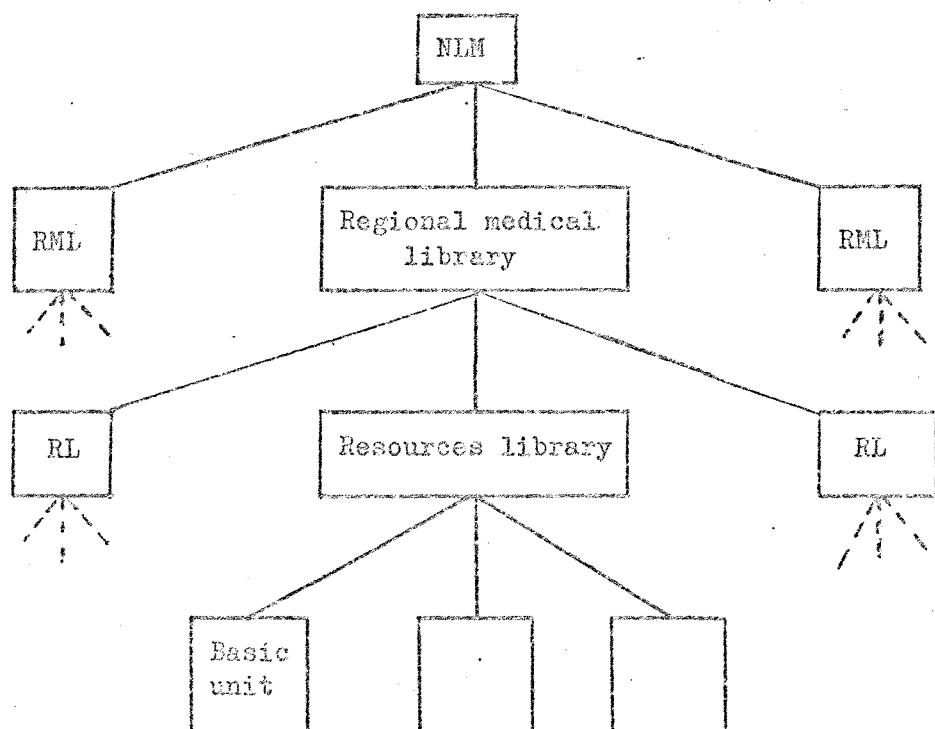 NLM
RML
Regional medical
library
RML
RL
Resources library
RL
Basic
unit